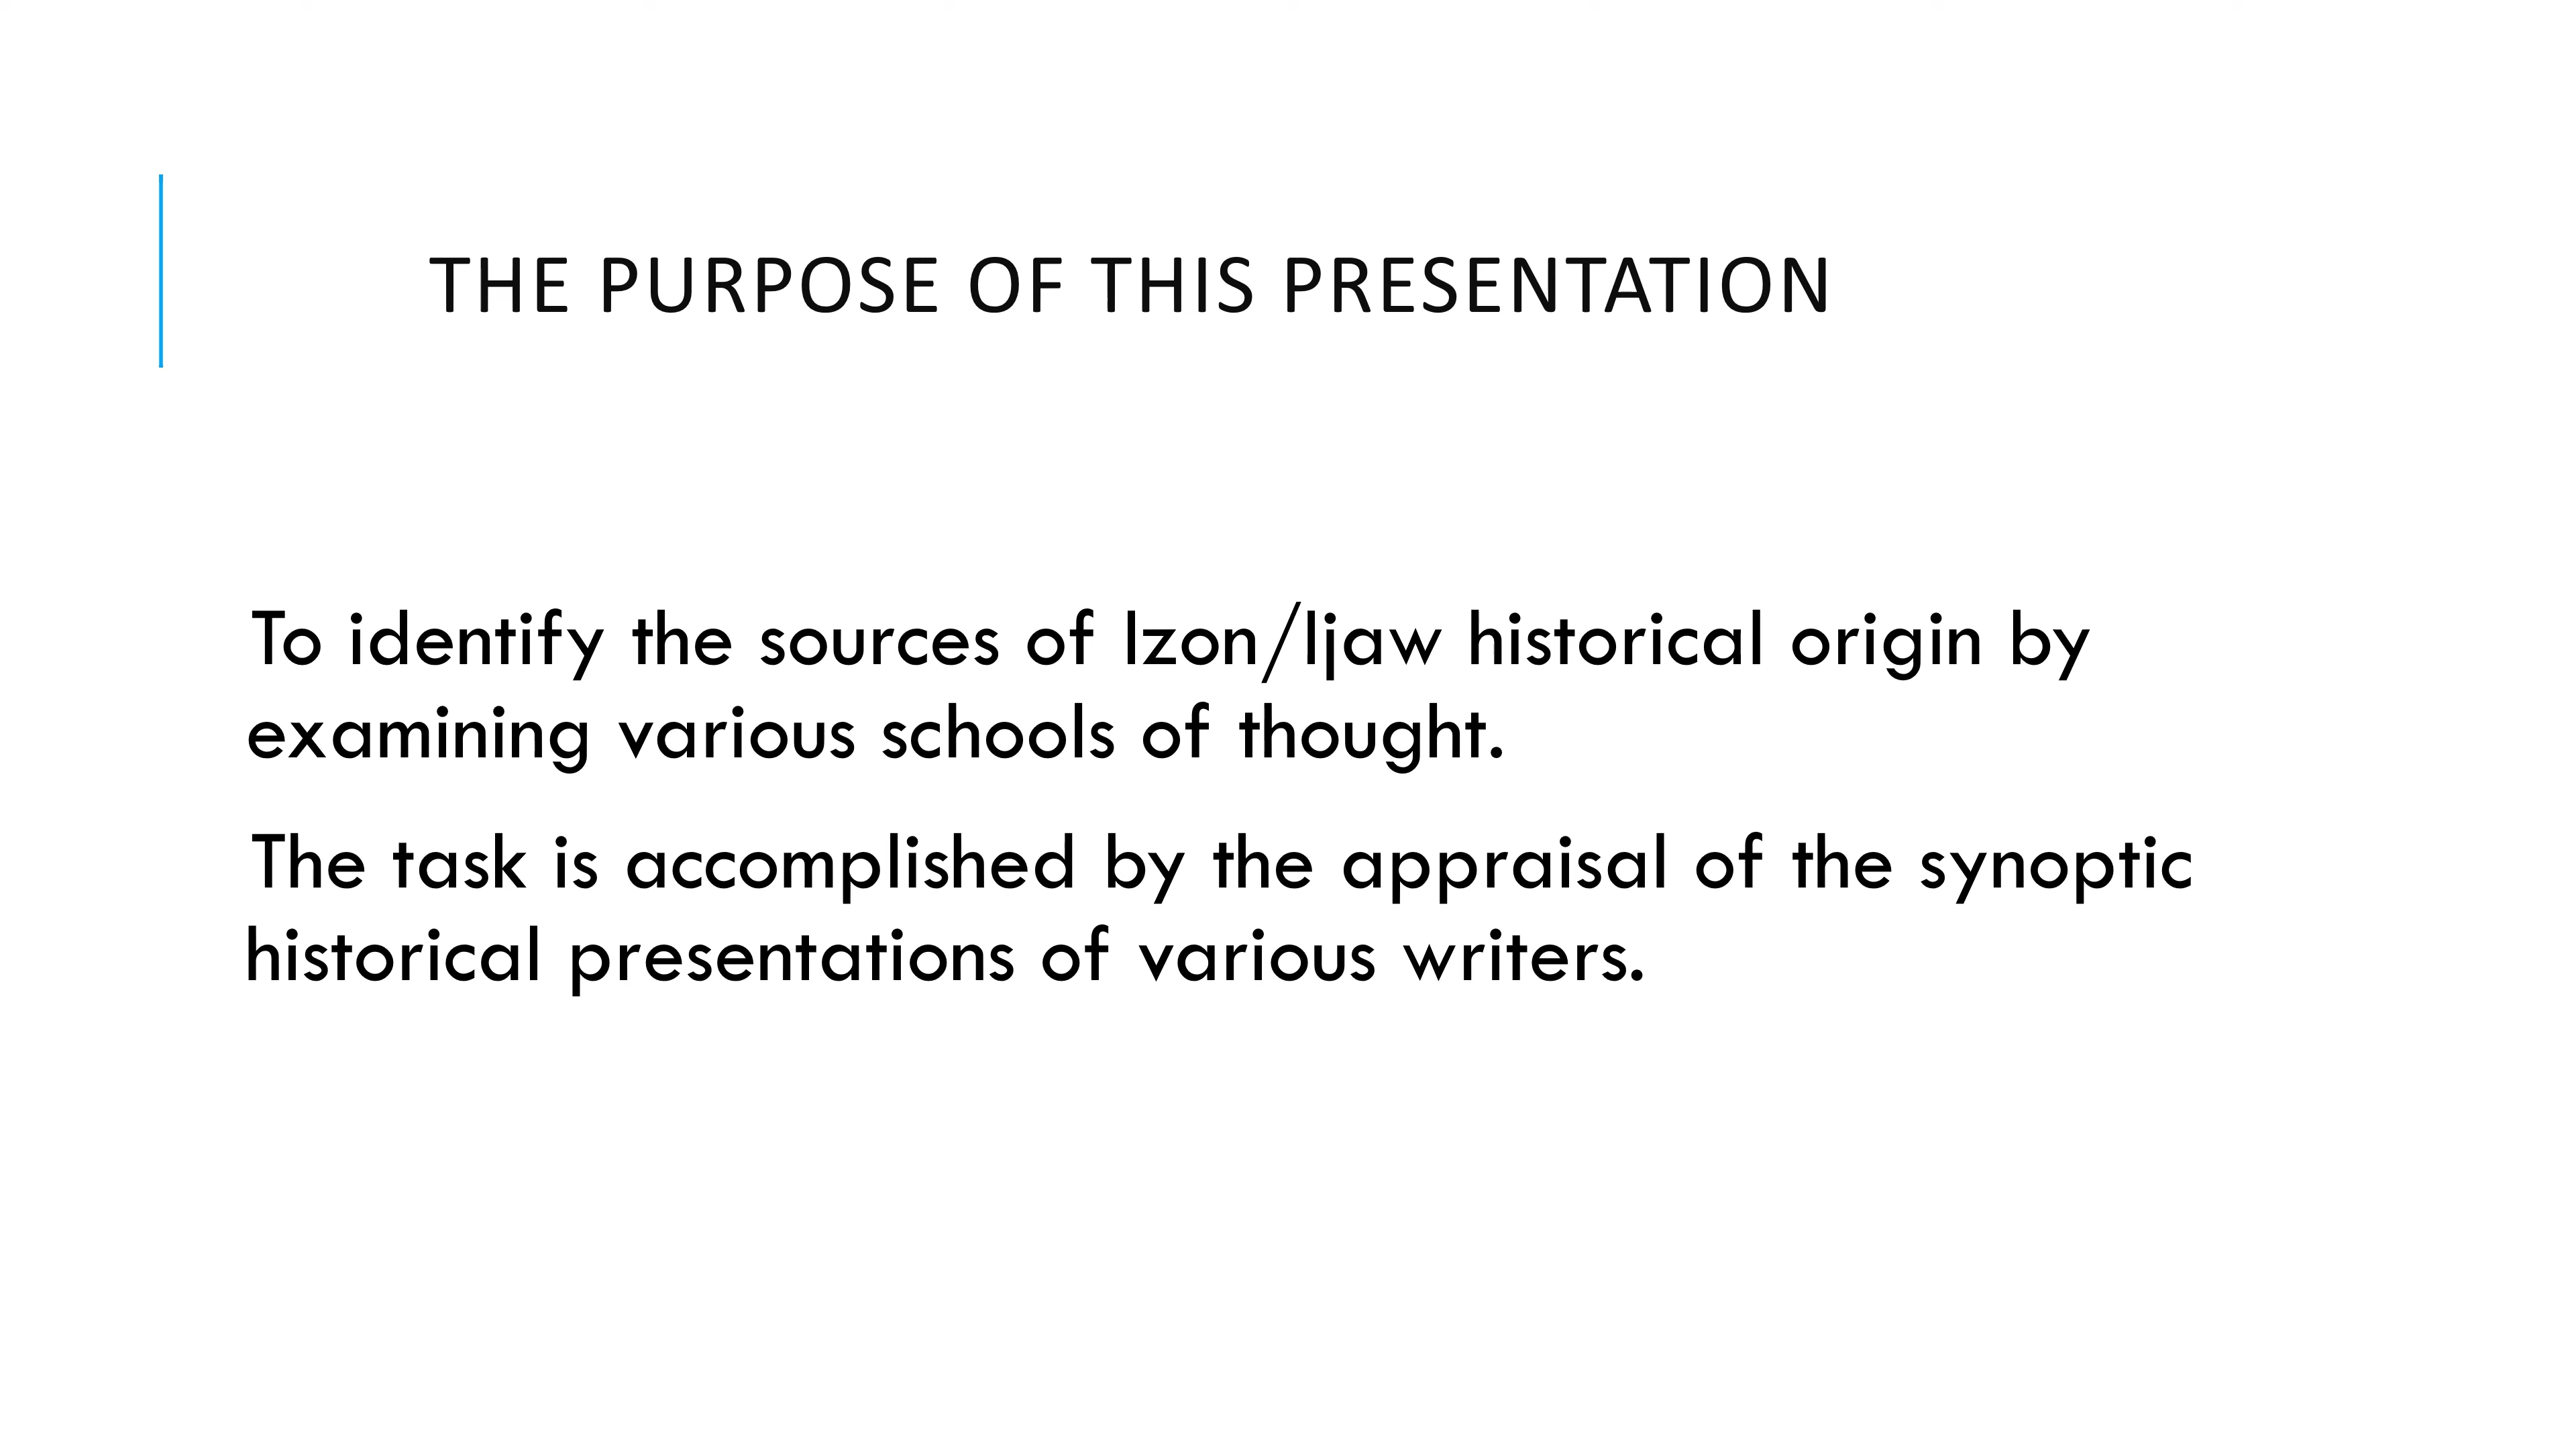 THE PURPOSE OF THIS PRESENTATION
To identify the sources of Izon/Ijaw historical origin by
examining various schools of thought.
The task is accomplished by the appraisal of the synoptic
historical presentations of various writers.